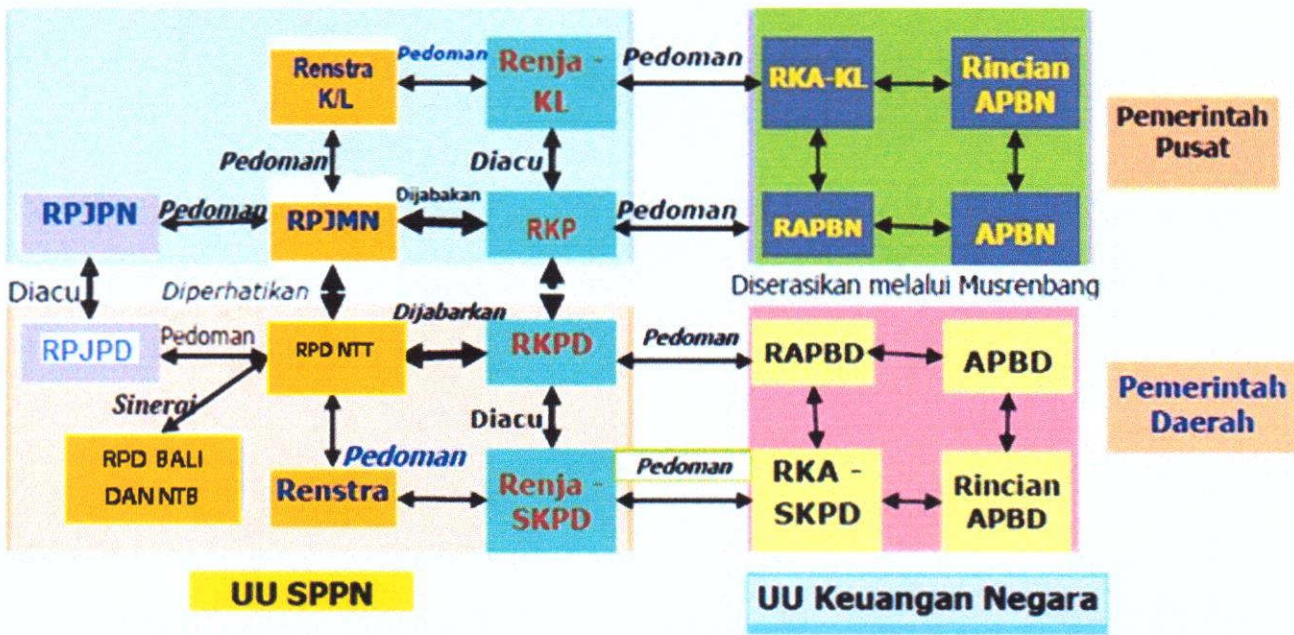 Renstra
K/L
Pedoman
Renja -
KL
Pedoman
RKA-KL
Rincian
APBN
Pemerintah
Pusat
Pedoman
Diacu
RPJPN
Pedoman
RPJMN
Dijabakan
RKP
Pedoman
RAPBN
APBN
Diacu
Diperhatikan
Diserasikan melalui Musrenbang
RPJPD
Pedoman
RPD NTT
Dijabarkan
RKPD
Pedoman
RAPBD
APBD
Pemerintah
Daerah
Sinergi
Diacu
RPD BALI
DAN NTB
Renstra
Pedoman
Renja -
SKPD
Pedoman
RKA -
SKPD
Rincian
APBD
UU SPPN
UU Keuangan Negara